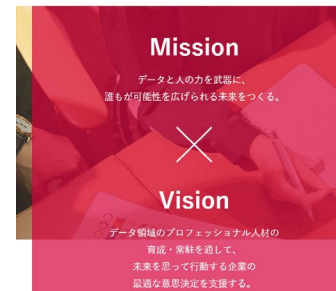 Mission
データと人の力を武器に、
誰もが可能性を広げられる未来をつくる。
Vision
データ領域のプロフェッショナル人材の
育成・常駐を通して、
未来を思って行動する企業の
最適な意思決定を支援する。